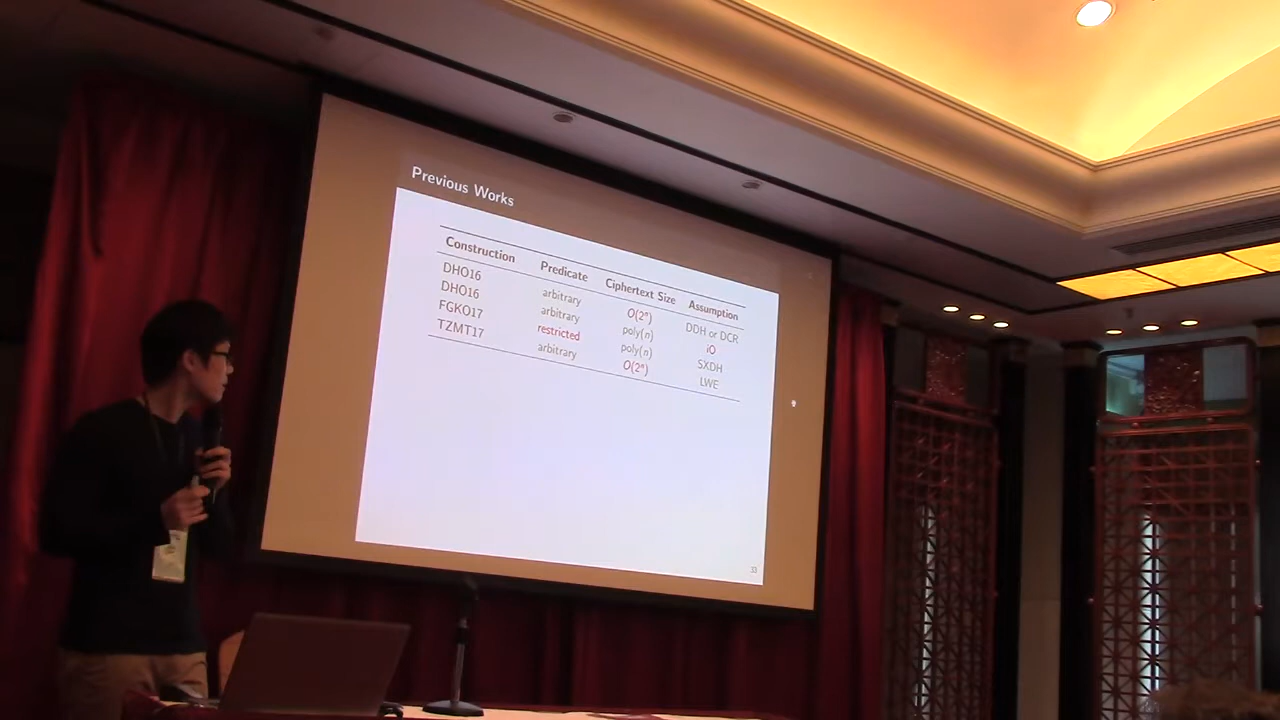 Previous Works
Construction Predicate Ciphertext Size Assumption
DHO16 arbitrary O(2ⁿ) DDH or DCR
DHO16 arbitrary poly(n) iO
FGKO17 restricted poly(n) SXDH
TZMT17 arbitrary O(2ⁿ) LWE
33